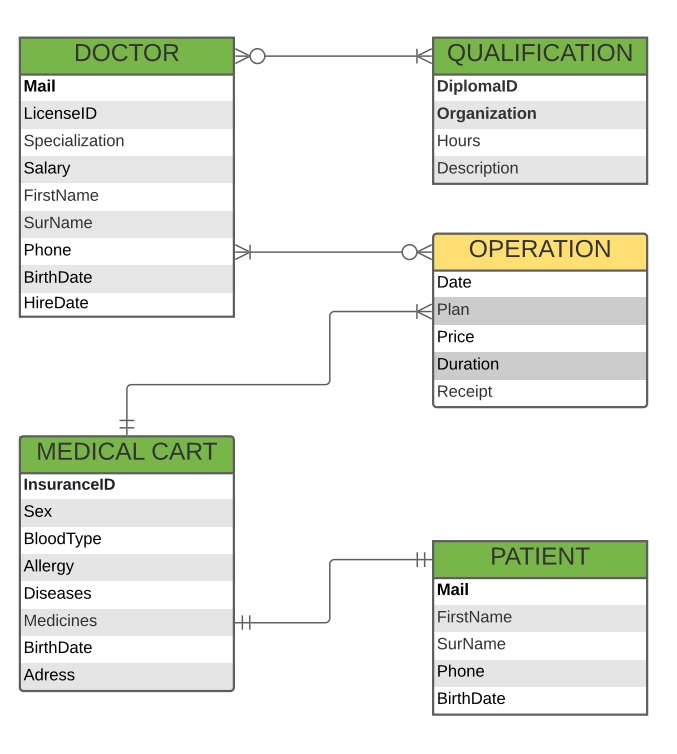 DOCTOR
Mail
LicenseID
Specialization
Salary
FirstName
SurName
Phone
BirthDate
HireDate
QUALIFICATION
DiplomaID
Organization
Hours
Description
OPERATION
Date
Plan
Price
Duration
Receipt
MEDICAL CART
InsuranceID
Sex
BloodType
Allergy
Diseases
Medicines
BirthDate
Adress
PATIENT
Mail
FirstName
SurName
Phone
BirthDate